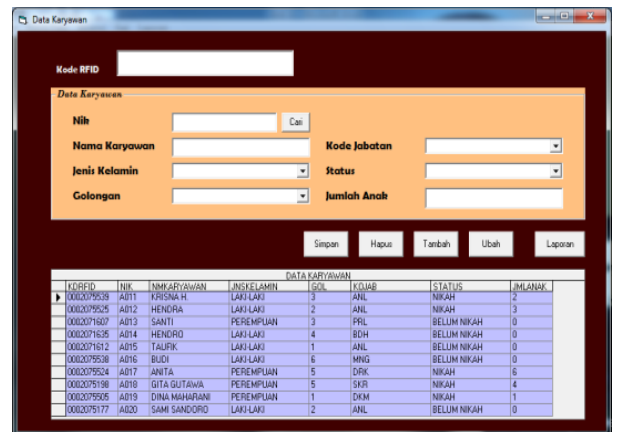 Data Karyawan
Kode RFID
Data Karyawan
Nik Cari
Nama Karyawan Kode Jabatan
Jenis Kelamin Status
Golongan Jumlah Anak
Simpan Hapus Tambah Ubah Laporan
DATA KARYAWAN
KDRFID NIK NMKARYAWAN JNSKELAMIN GOL KOJAB STATUS JMLANAK
0002075539 A011 KRISNA H. LAKI-LAKI 3 ANL NIKAH 2
0002075525 A012 HENDRA LAKI-LAKI 2 ANL NIKAH 3
0002071607 A013 SANTI PEREMPUAN 3 PRL BELUM NIKAH 0
0002071635 A014 HENDRO LAKI-LAKI 4 BDH BELUM NIKAH 0
0002071612 A015 TAUFIK LAKI-LAKI 1 ANL BELUM NIKAH 0
0002075538 A016 BUDI LAKI-LAKI 6 MNG BELUM NIKAH 0
0002075524 A017 ANITA PEREMPUAN 5 DRK NIKAH 6
0002075198 A018 GITA GUTAWA PEREMPUAN 5 SKR NIKAH 4
0002075505 A019 DINA MAHARANI PEREMPUAN 1 DKM NIKAH 1
0002075177 A020 SAMI SANDORO LAKI-LAKI 2 ANL BELUM NIKAH 0